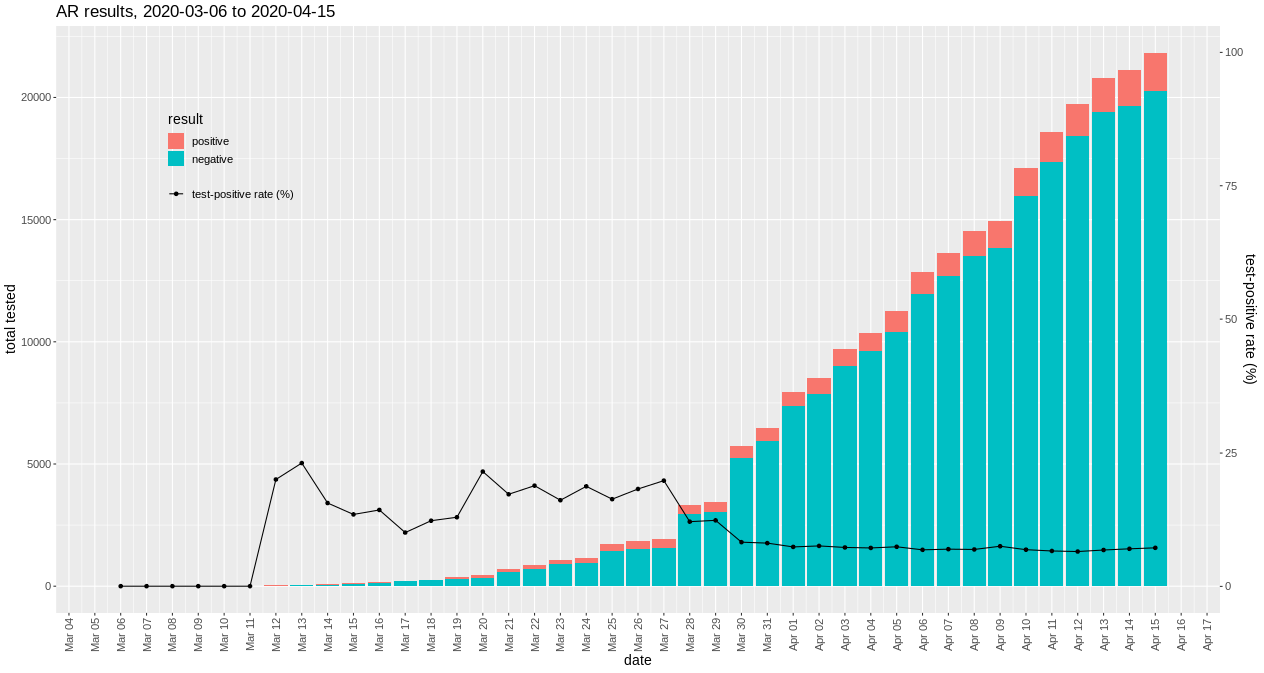 AR results, 2020-03-06 to 2020-04-15
result
positive
negative
test-positive rate (%)
total tested
20000
15000
10000
5000
0
100
75
50
25
0
test-positive rate (%)
Mar 04
Mar 05
Mar 06
Mar 07
Mar 08
Mar 09
Mar 10
Mar 11
Mar 12
Mar 13
Mar 14
Mar 15
Mar 16
Mar 17
Mar 18
Mar 19
Mar 20
Mar 21
Mar 22
Mar 23
Mar 24
Mar 25
Mar 26
Mar 27
Mar 28
Mar 29
Mar 30
Mar 31
Apr 01
Apr 02
Apr 03
Apr 04
Apr 05
Apr 06
Apr 07
Apr 08
Apr 09
Apr 10
Apr 11
Apr 12
Apr 13
Apr 14
Apr 15
Apr 16
Apr 17
date